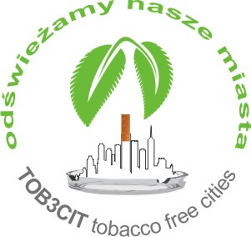 odświeżamy nasze miasta
TOB3CIT tobacco free cities